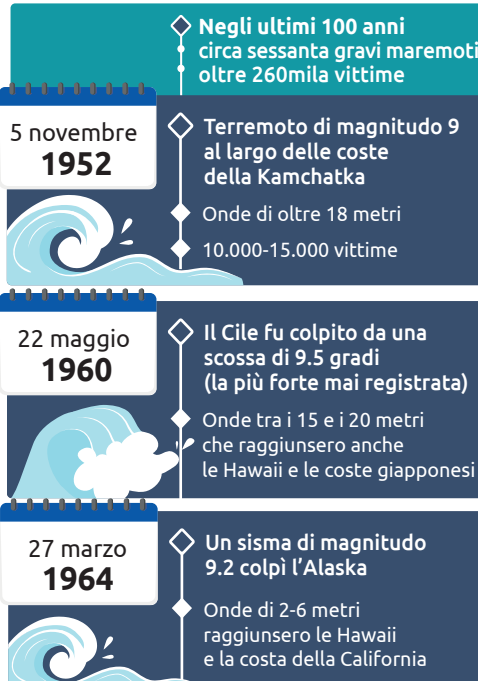 Negli ultimi 100 anni
circa sessanta gravi maremoti
oltre 260mila vittime
5 novembre
1952
Terremoto di magnitudo 9
al largo delle coste
della Kamchatka
Onde di oltre 18 metri
10.000-15.000 vittime
22 maggio
1960
Il Cile fu colpito da una
scossa di 9.5 gradi
(la più forte mai registrata)
Onde tra i 15 e i 20 metri
che raggiunsero anche
le Hawaii e le coste giapponesi
27 marzo
1964
Un sisma di magnitudo
9.2 colpì l'Alaska
Onde di 2-6 metri
raggiunsero le Hawaii
e la costa della California